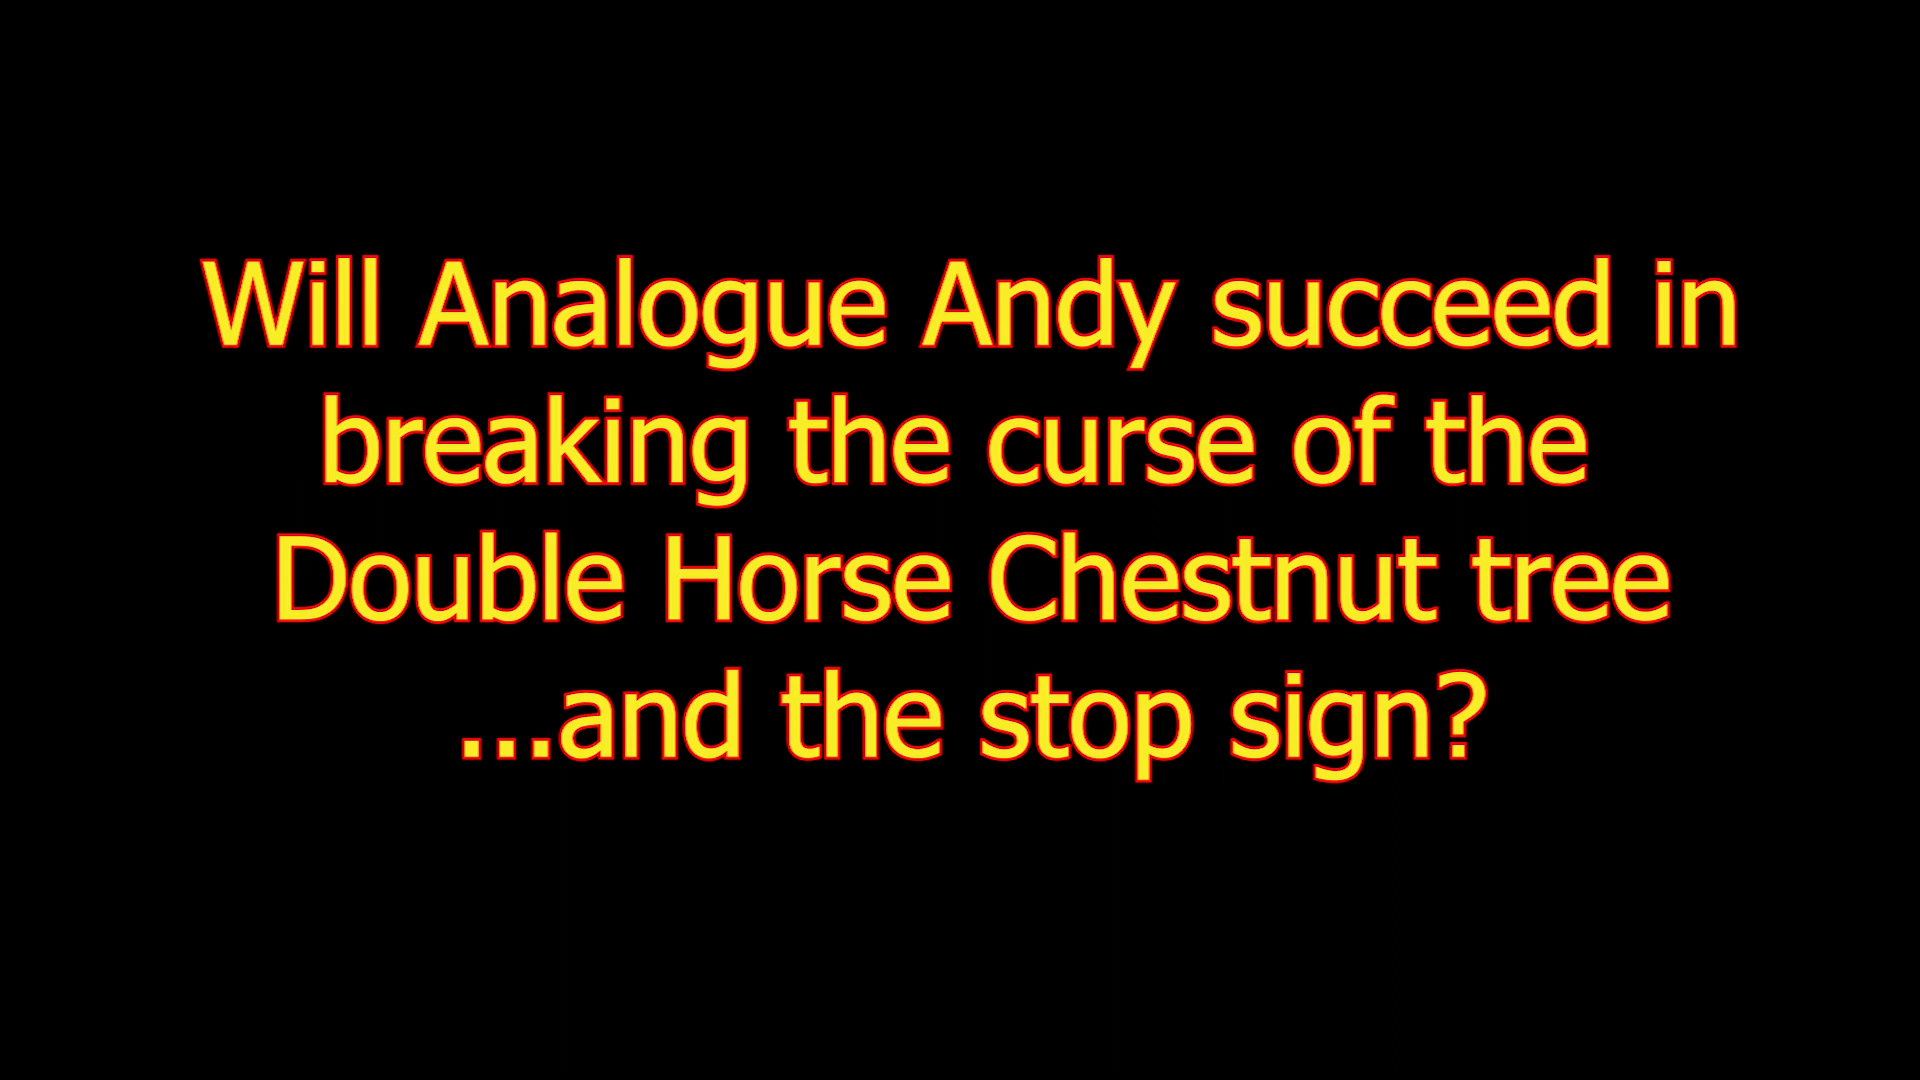 Will Analogue Andy succeed in
breaking the curse of the
Double Horse Chestnut tree
...and the stop sign?